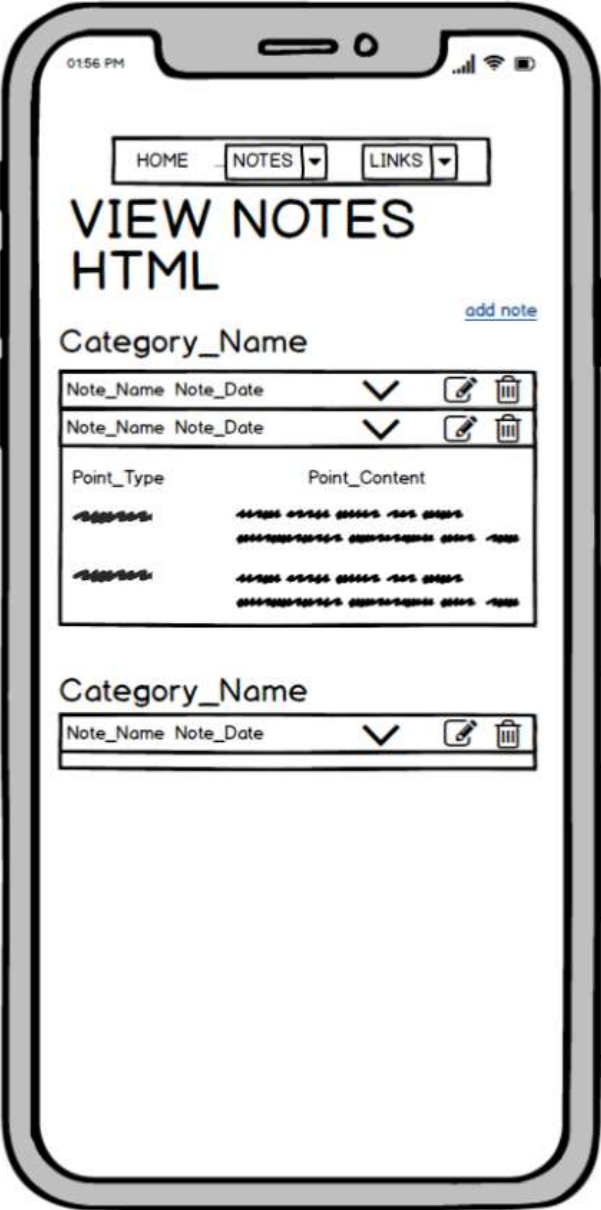 01:56 PM
HOME NOTES LINKS
VIEW NOTES
HTML
add note
Category_Name
Note_Name Note_Date
Note_Name Note_Date
Point_Type Point_Content
Category_Name
Note_Name Note_Date